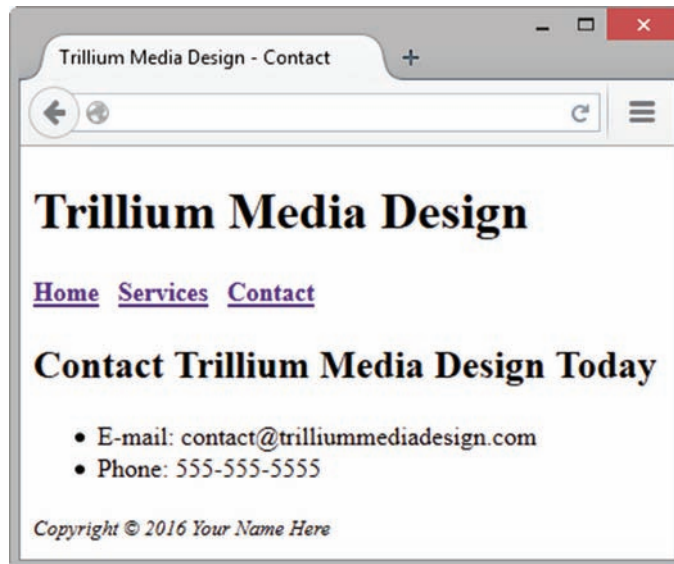 Trillium Media Design - Contact
Trillium Media Design
Home Services Contact
Contact Trillium Media Design Today
• E-mail: contact@trilliummediadesign.com
• Phone: 555-555-5555
Copyright © 2016 Your Name Here